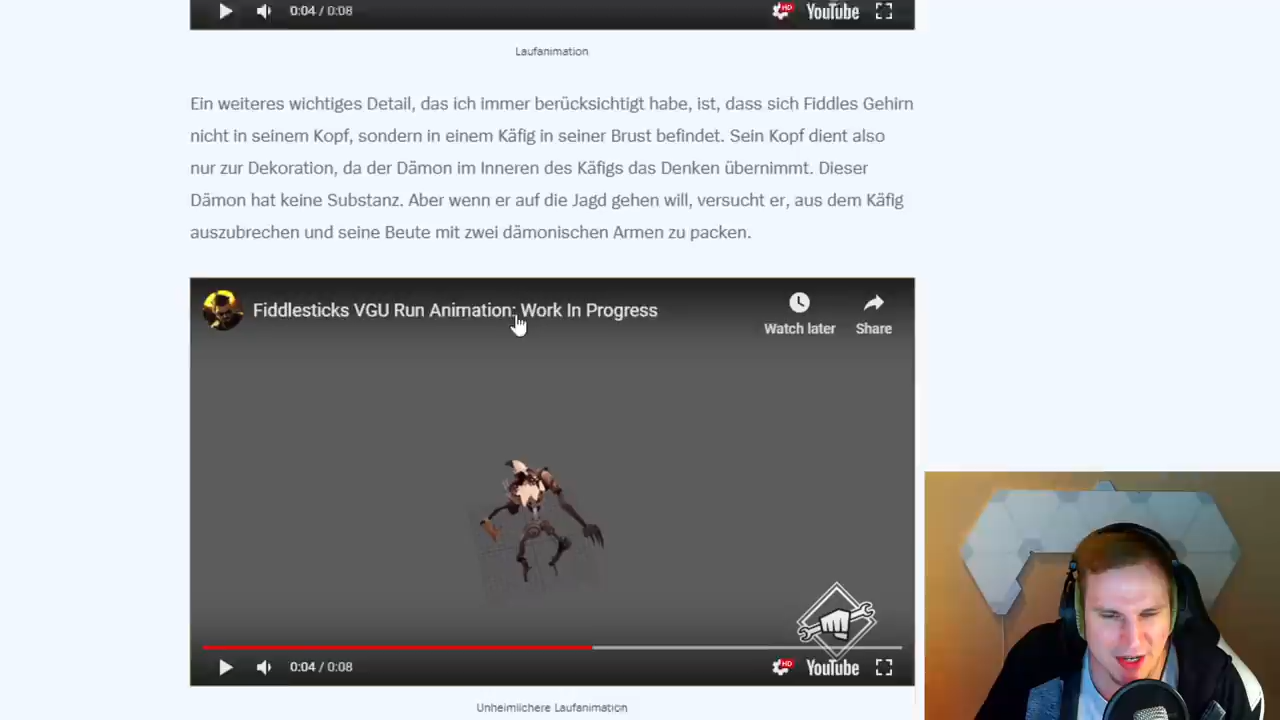 0:04 / 0:08
HD
YouTube
Laufanimation
Ein weiteres wichtiges Detail, das ich immer berücksichtigt habe, ist, dass sich Fiddles Gehirn
nicht in seinem Kopf, sondern in einem Käfig in seiner Brust befindet. Sein Kopf dient also
nur zur Dekoration, da der Dämon im Inneren des Käfigs das Denken übernimmt. Dieser
Dämon hat keine Substanz. Aber wenn er auf die Jagd gehen will, versucht er, aus dem Käfig
auszubrechen und seine Beute mit zwei dämonischen Armen zu packen.
Fiddlesticks VGU Run Animation: Work In Progress
Watch later
Share
0:04 / 0:08
HD
YouTube
Unheimlichere Laufanimation